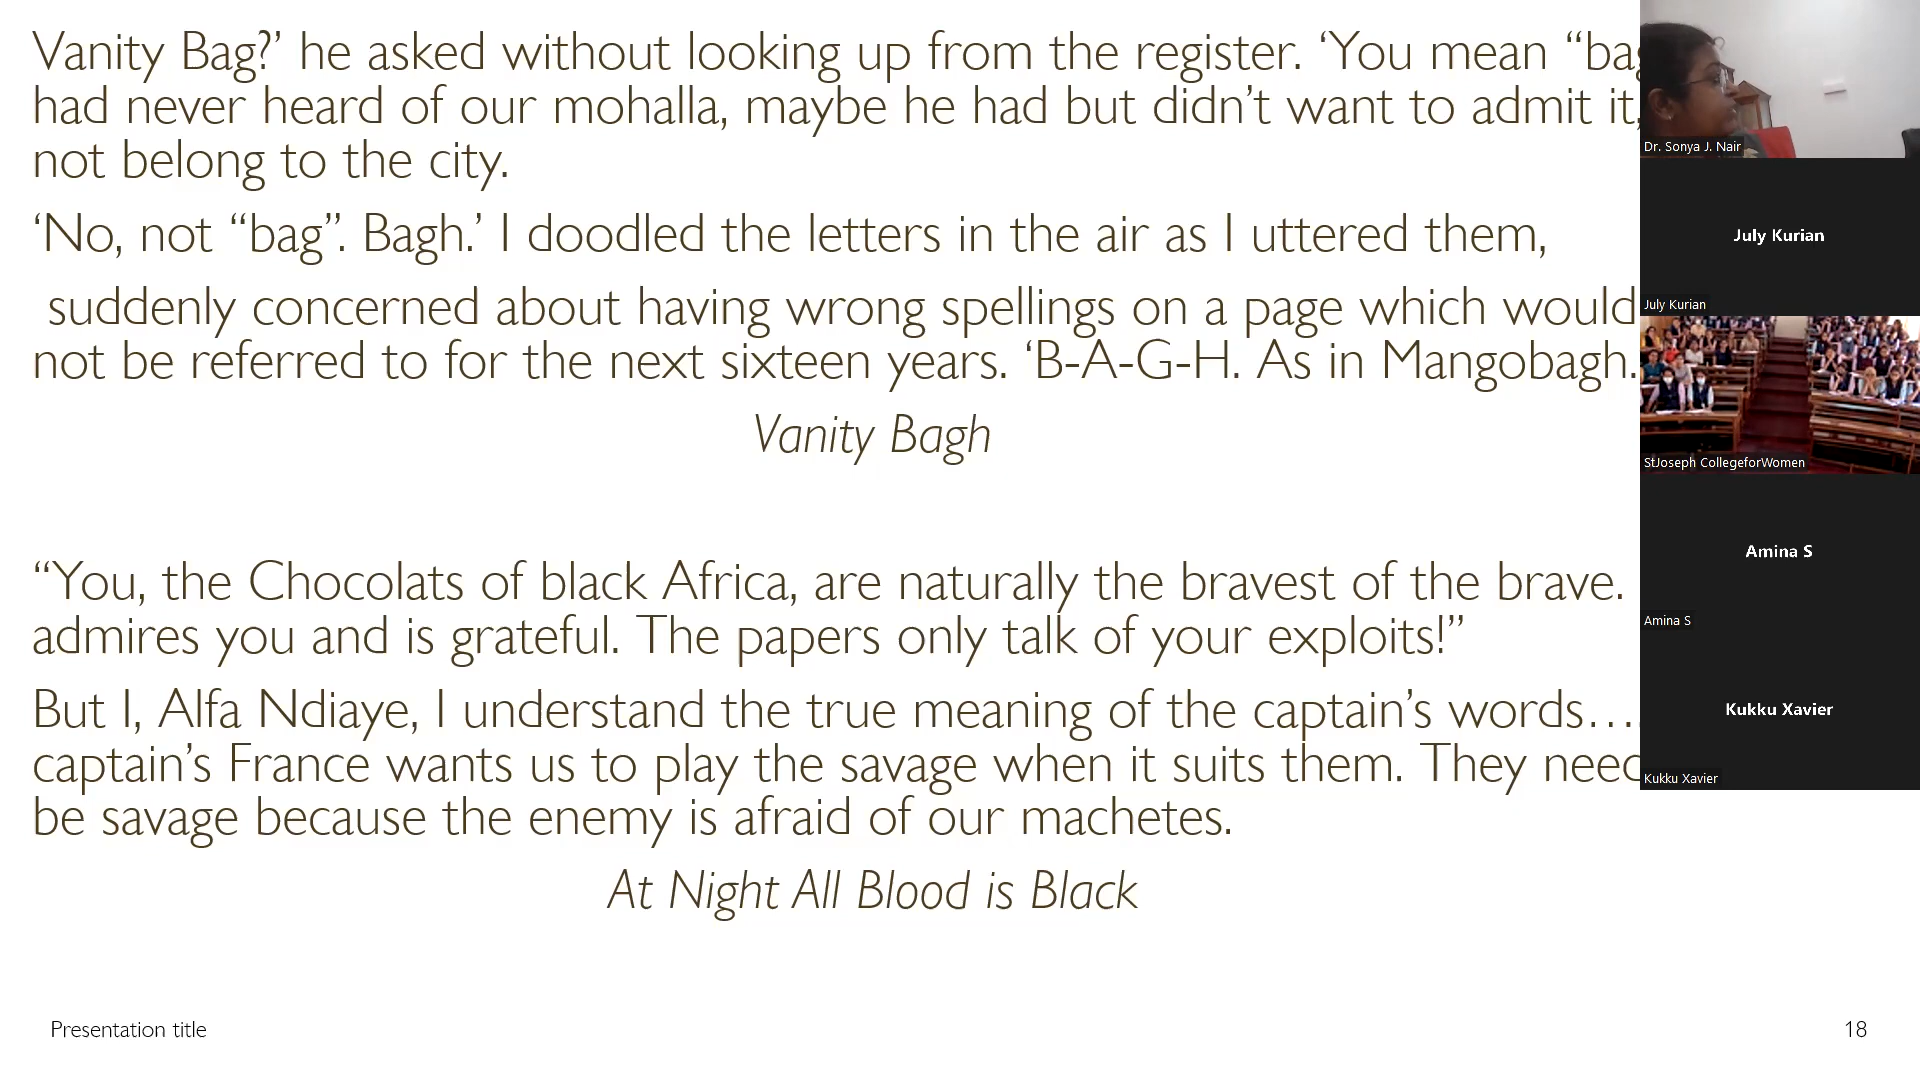 Vanity Bag?’ he asked without looking up from the register. ‘You mean “bag
had never heard of our mohalla, maybe he had but didn’t want to admit it,
not belong to the city.
‘No, not “bag”. Bagh.’ I doodled the letters in the air as I uttered them,
suddenly concerned about having wrong spellings on a page which would
not be referred to for the next sixteen years. ‘B-A-G-H. As in Mangobagh.
Vanity Bagh
“You, the Chocolats of black Africa, are naturally the bravest of the brave.
admires you and is grateful. The papers only talk of your exploits!”
But I, Alfa Ndiaye, I understand the true meaning of the captain’s words….
captain’s France wants us to play the savage when it suits them. They need
be savage because the enemy is afraid of our machetes.
At Night All Blood is Black
Presentation title
18
Dr. Sonya J. Nair
July Kurian
July Kurian
StJoseph CollegeforWomen
Amina S
Amina S
Kukku Xavier
Kukku Xavier